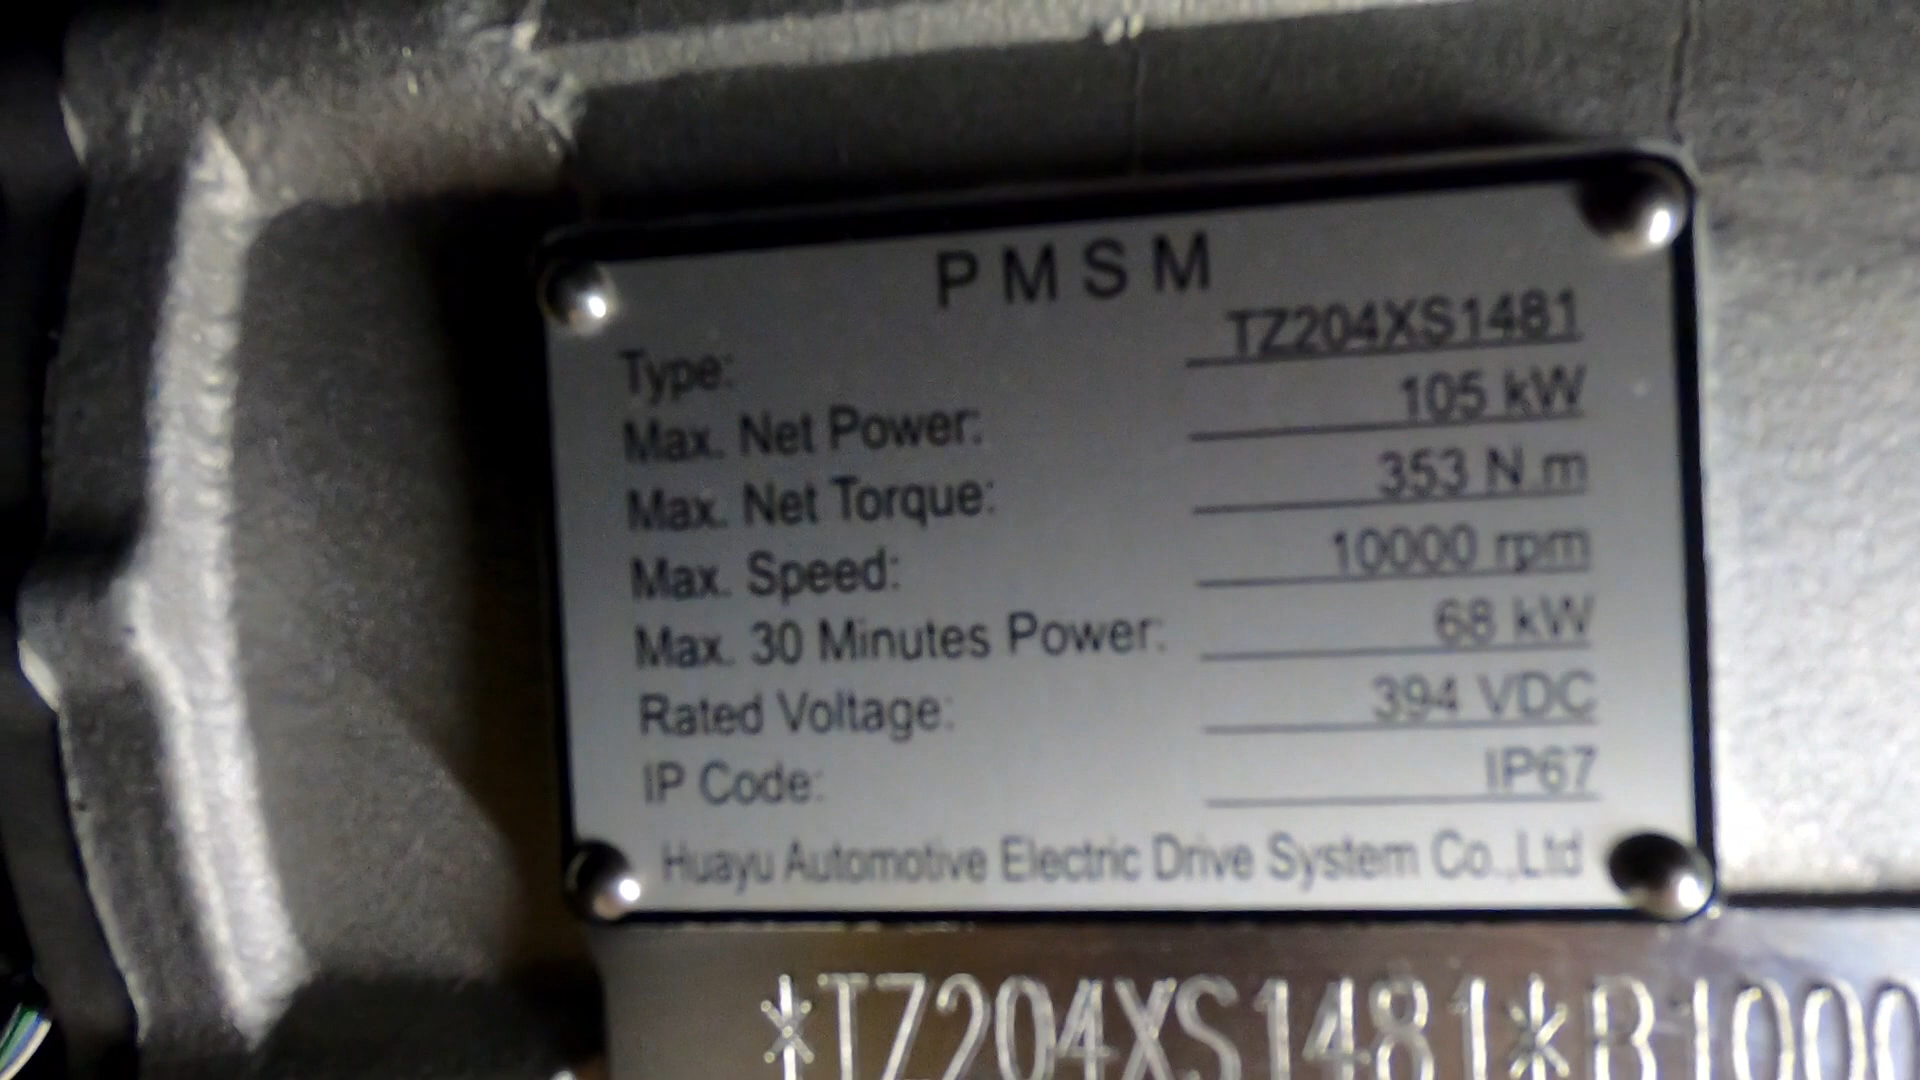 PMSM
Type: TZ204XS1481
Max. Net Power: 105 kW
Max. Net Torque: 353 N.m
Max. Speed: 10000 rpm
Max. 30 Minutes Power: 68 kW
Rated Voltage: 394 VDC
IP Code: IP67
Huayu Automotive Electric Drive System Co.,Ltd
*TZ204XS1481*B1000